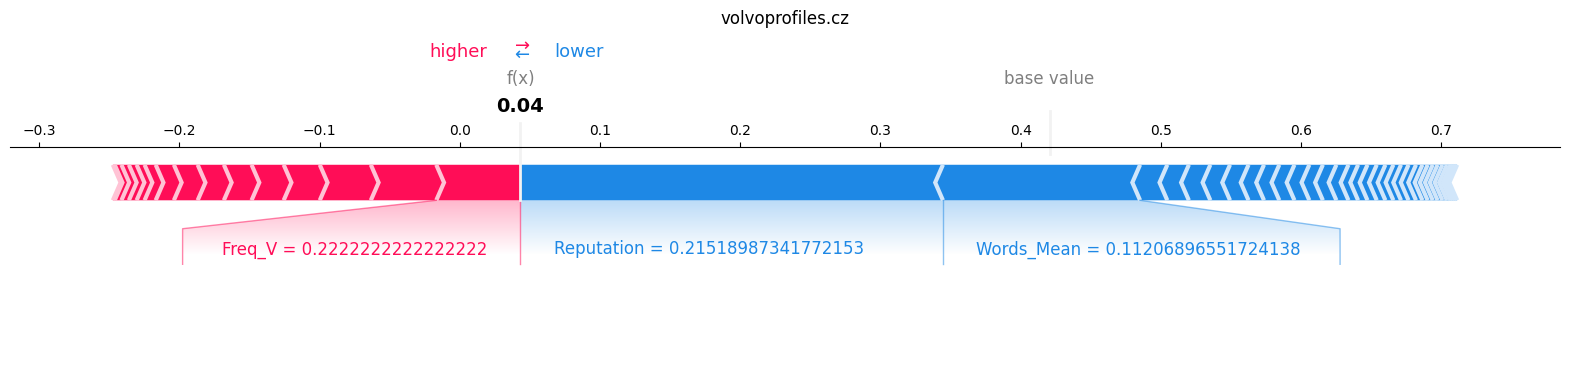 volvoprofiles.cz
higher → ← lower
f(x) base value
0.04
−0.3 −0.2 −0.1 0.0 0.1 0.2 0.3 0.4 0.5 0.6 0.7
Freq_V = 0.2222222222222222 Reputation = 0.21518987341772153 Words_Mean = 0.11206896551724138